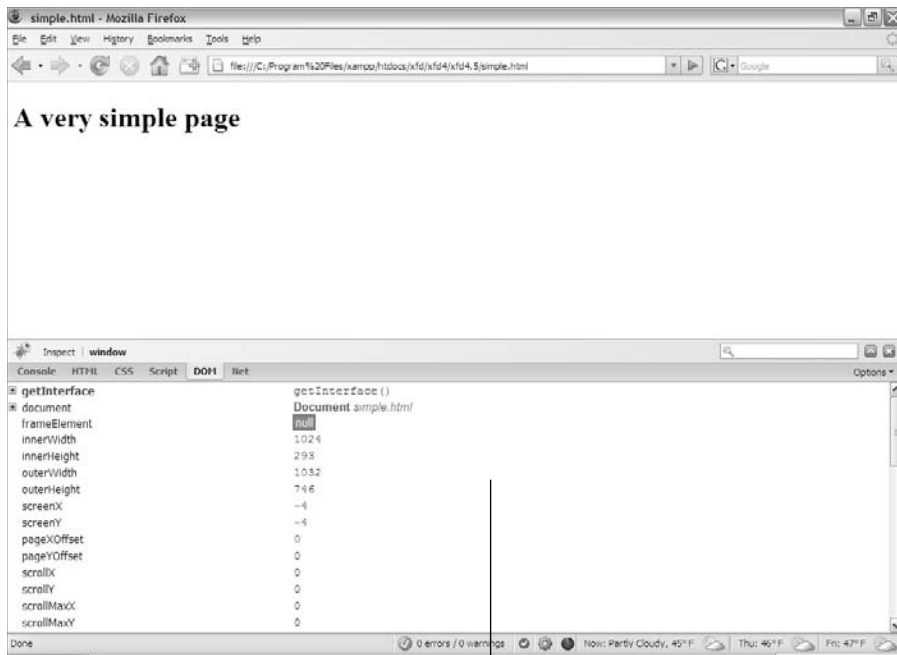 simple.html - Mozilla Firefox
File Edit View History Bookmarks Tools Help
file:///C:/Program%20Files/xampp/htdocs/xfd/xfd4/xfd4.5/simple.html Google
A very simple page
Inspect window
Console HTML CSS Script DOM Net Options
getInterface getInterface()
document Document simple.html
frameElement null
innerWidth 1024
innerHeight 293
outerWidth 1032
outerHeight 746
screenX -4
screenY -4
pageXOffset 0
pageYOffset 0
scrollX 0
scrollY 0
scrollMaxX 0
scrollMaxY 0
Done 0 errors / 0 warnings Now: Partly Cloudy, 45° F Thu: 46° F Fri: 47° F